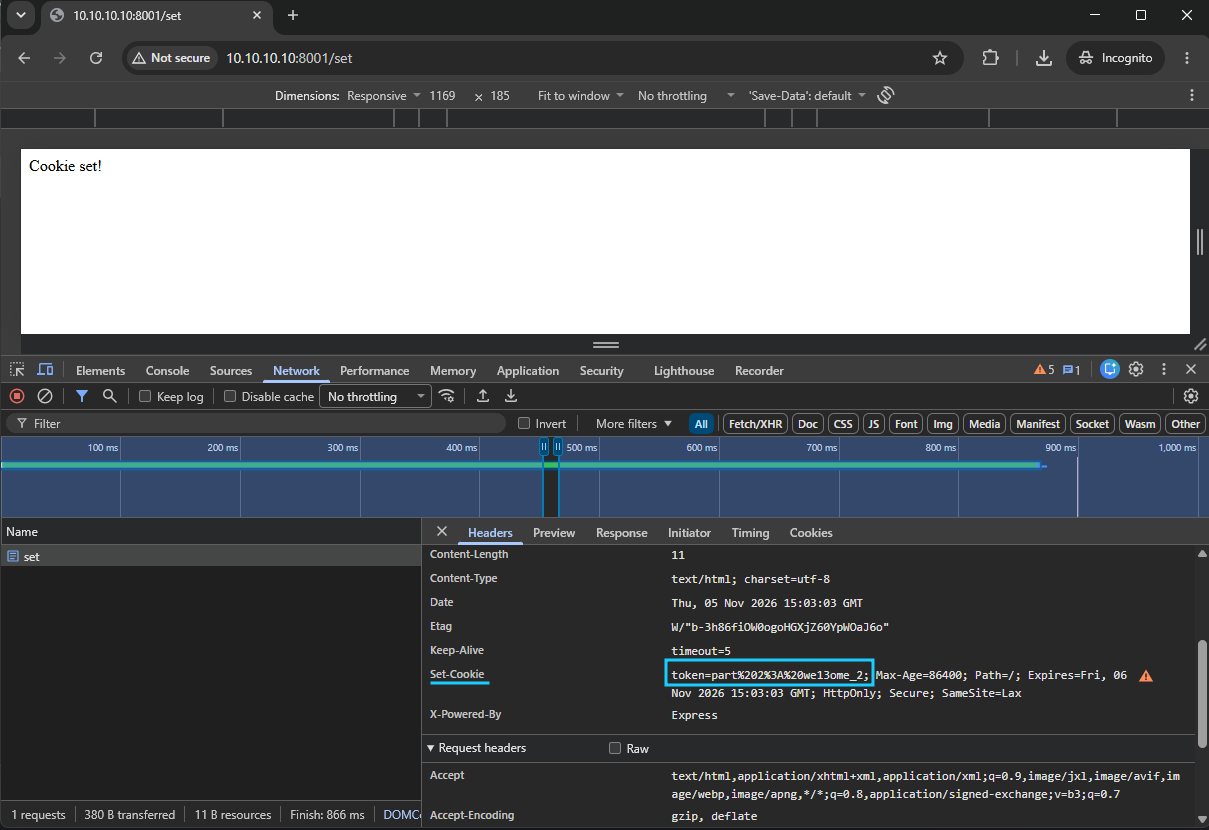 10.10.10.10:8001/set
Not secure 10.10.10.10:8001/set Incognito
Dimensions: Responsive 1169 × 185 Fit to window No throttling 'Save-Data': default
Cookie set!
Elements Console Sources Network Performance Memory Application Security Lighthouse Recorder 5 1
Keep log Disable cache No throttling
Filter Invert More filters All Fetch/XHR Doc CSS JS Font Img Media Manifest Socket Wasm Other
100 ms 200 ms 300 ms 400 ms 500 ms 600 ms 700 ms 800 ms 900 ms 1,000 ms
Name
set
Headers Preview Response Initiator Timing Cookies
Content-Length 11
Content-Type text/html; charset=utf-8
Date Thu, 05 Nov 2026 15:03:03 GMT
Etag W/"b-3h86fiOW0ogoHGXjZ60YpWOaJ6o"
Keep-Alive timeout=5
Set-Cookie token=part%202%3A%20we13ome_2; Max-Age=86400; Path=/; Expires=Fri, 06
Nov 2026 15:03:03 GMT; HttpOnly; Secure; SameSite=Lax
X-Powered-By Express
Request headers Raw
Accept text/html,application/xhtml+xml,application/xml;q=0.9,image/jxl,image/avif,im
age/webp,image/apng,*/*;q=0.8,application/signed-exchange;v=b3;q=0.7
Accept-Encoding gzip, deflate
1 requests 380 B transferred 11 B resources Finish: 866 ms DOMC